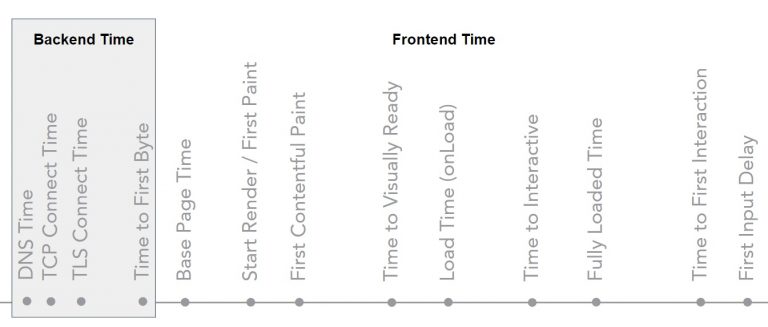 Backend Time
Frontend Time
DNS Time
TCP Connect Time
TLS Connect Time
Time to First Byte
Base Page Time
Start Render / First Paint
First Contentful Paint
Time to Visually Ready
Load Time (onLoad)
Time to Interactive
Fully Loaded Time
Time to First Interaction
First Input Delay